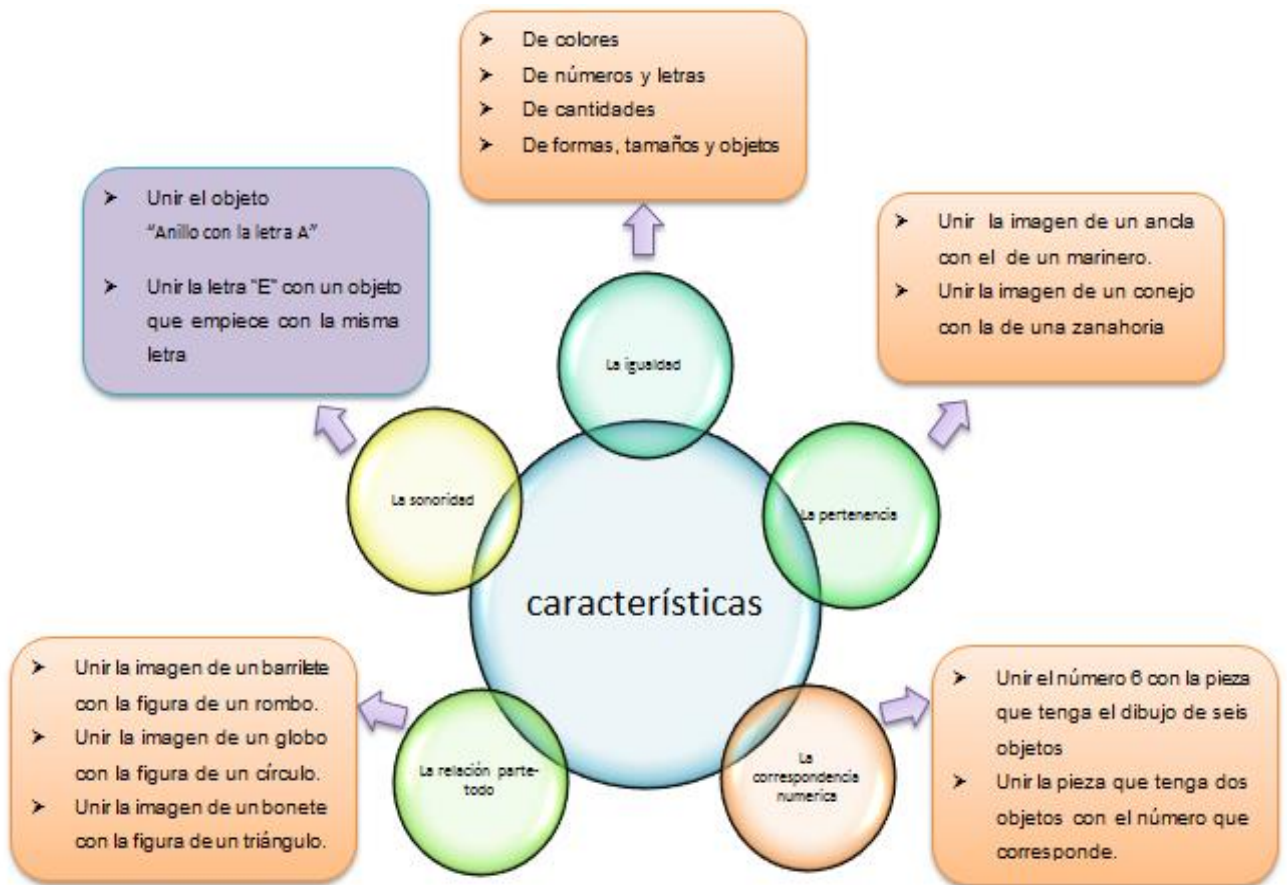 ➤ De colores
➤ De números y letras
➤ De cantidades
➤ De formas, tamaños y objetos
➤ Unir el objeto
"Anillo con la letra A"
➤ Unir la letra "E" con un objeto
que empiece con la misma
letra
➤ Unir la imagen de un ancla
con el de un marinero.
➤ Unir la imagen de un conejo
con la de una zanahoria
La igualdad
La sonoridad
La pertenencia
características
➤ Unir la imagen de un barrilete
con la figura de un rombo.
➤ Unir la imagen de un globo
con la figura de un círculo.
➤ Unir la imagen de un bonete
con la figura de un triángulo.
La relación parte-
todo
La
correspondencia
numerica
➤ Unir el número 6 con la pieza
que tenga el dibujo de seis
objetos
➤ Unir la pieza que tenga dos
objetos con el número que
corresponde.